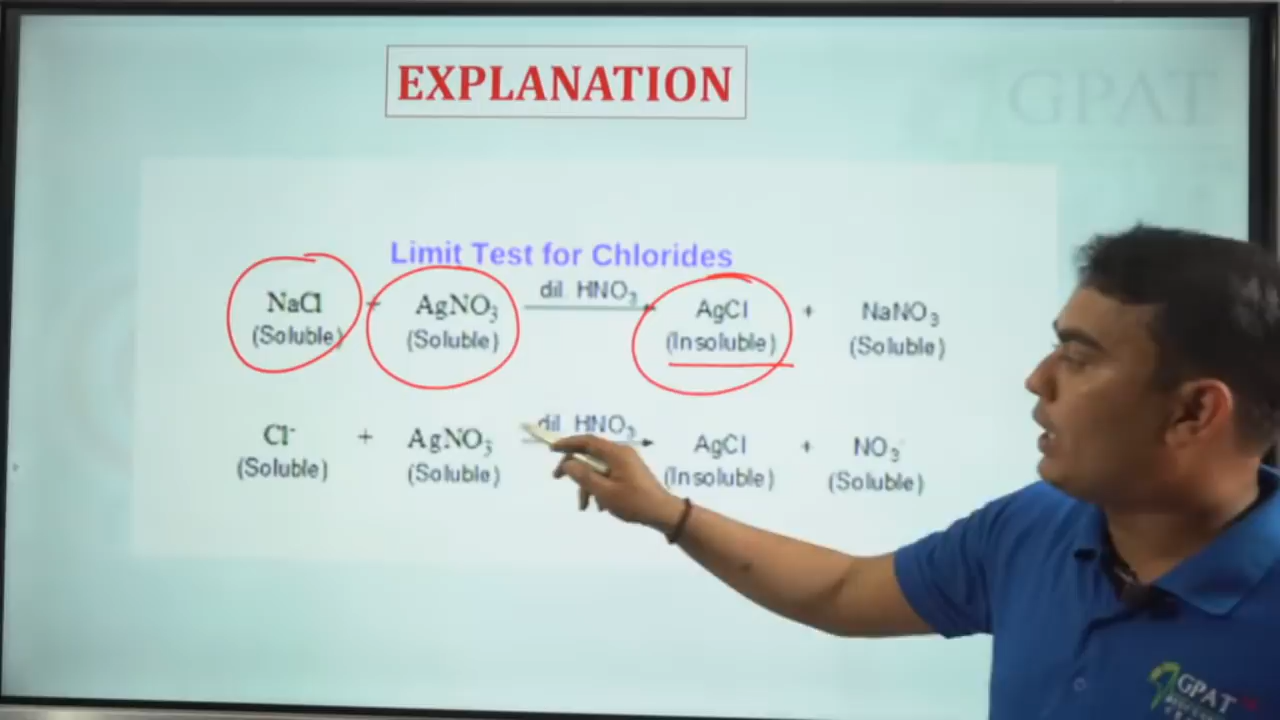 EXPLANATION
GPAT
Limit Test for Chlorides
NaCl + AgNO₃ dil. HNO₃ AgCl + NaNO₃
(Soluble) (Soluble) (Insoluble) (Soluble)
Cl⁻ + AgNO₃ dil. HNO₃ AgCl + NO₃⁻
(Soluble) (Soluble) (Insoluble) (Soluble)
GPAT